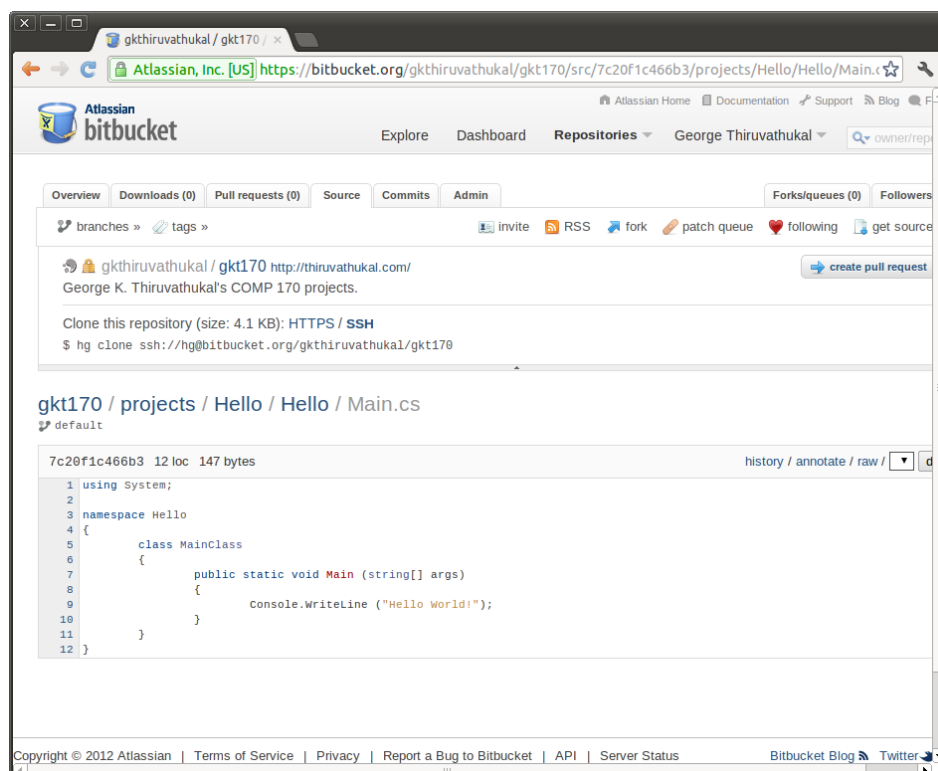 gkthiruvathukal / gkt170 /
Atlassian, Inc. [US] https://bitbucket.org/gkthiruvathukal/gkt170/src/7c20f1c466b3/projects/Hello/Hello/Main.c
Atlassian Home Documentation Support Blog F
Atlassian
bitbucket
Explore Dashboard Repositories George Thiruvathukal owner/repo
Overview Downloads (0) Pull requests (0) Source Commits Admin Forks/queues (0) Followers
branches » tags » invite RSS fork patch queue following get source
gkthiruvathukal / gkt170 http://thiruvathukal.com/ create pull request
George K. Thiruvathukal's COMP 170 projects.
Clone this repository (size: 4.1 KB): HTTPS / SSH
$ hg clone ssh://hg@bitbucket.org/gkthiruvathukal/gkt170
gkt170 / projects / Hello / Hello / Main.cs
default
7c20f1c466b3 12 loc 147 bytes history / annotate / raw / d
1 using System;
2
3 namespace Hello
4 {
5 class MainClass
6 {
7 public static void Main (string[] args)
8 {
9 Console.WriteLine ("Hello World!");
10 }
11 }
12 }
Copyright © 2012 Atlassian | Terms of Service | Privacy | Report a Bug to Bitbucket | API | Server Status Bitbucket Blog Twitter